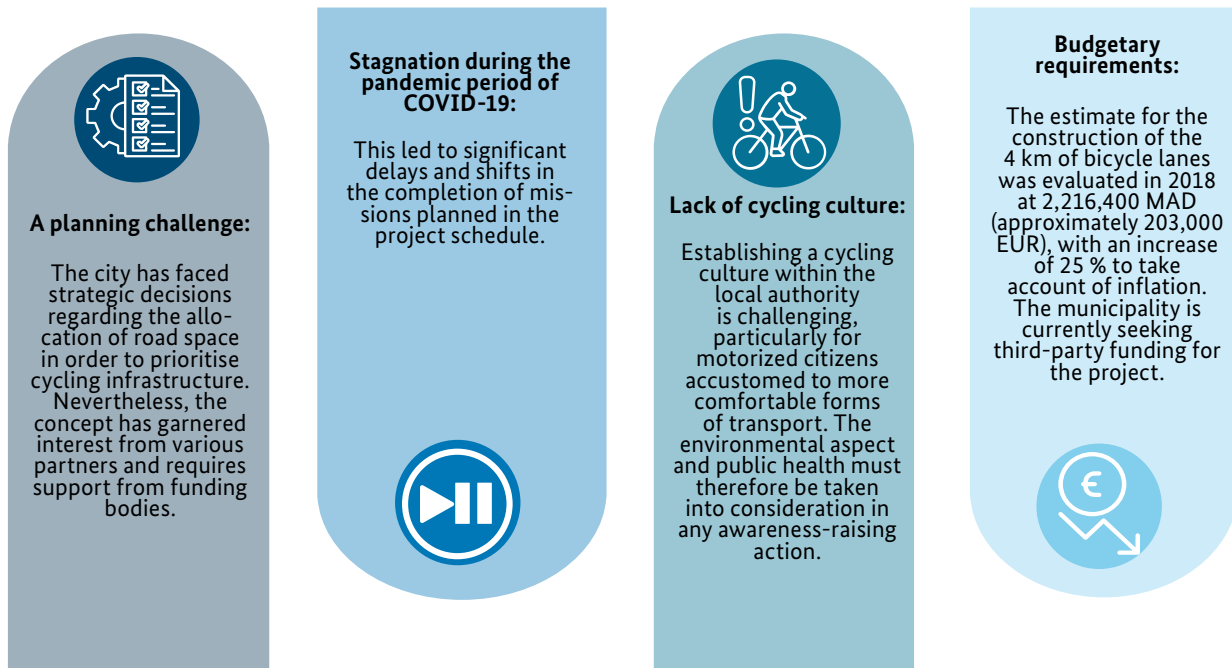 A planning challenge:
The city has faced
strategic decisions
regarding the allo-
cation of road space
in order to prioritise
cycling infrastructure.
Nevertheless, the
concept has garnered
interest from various
partners and requires
support from funding
bodies.
Stagnation during the
pandemic period of
COVID-19:
This led to significant
delays and shifts in
the completion of mis-
sions planned in the
project schedule.
Lack of cycling culture:
Establishing a cycling
culture within the
local authority
is challenging,
particularly for
motorized citizens
accustomed to more
comfortable forms
of transport. The
environmental aspect
and public health must
therefore be taken
into consideration in
any awareness-raising
action.
Budgetary
requirements:
The estimate for the
construction of the
4 km of bicycle lanes
was evaluated in 2018
at 2,216,400 MAD
(approximately 203,000
EUR), with an increase
of 25 % to take
account of inflation.
The municipality is
currently seeking
third-party funding for
the project.
€